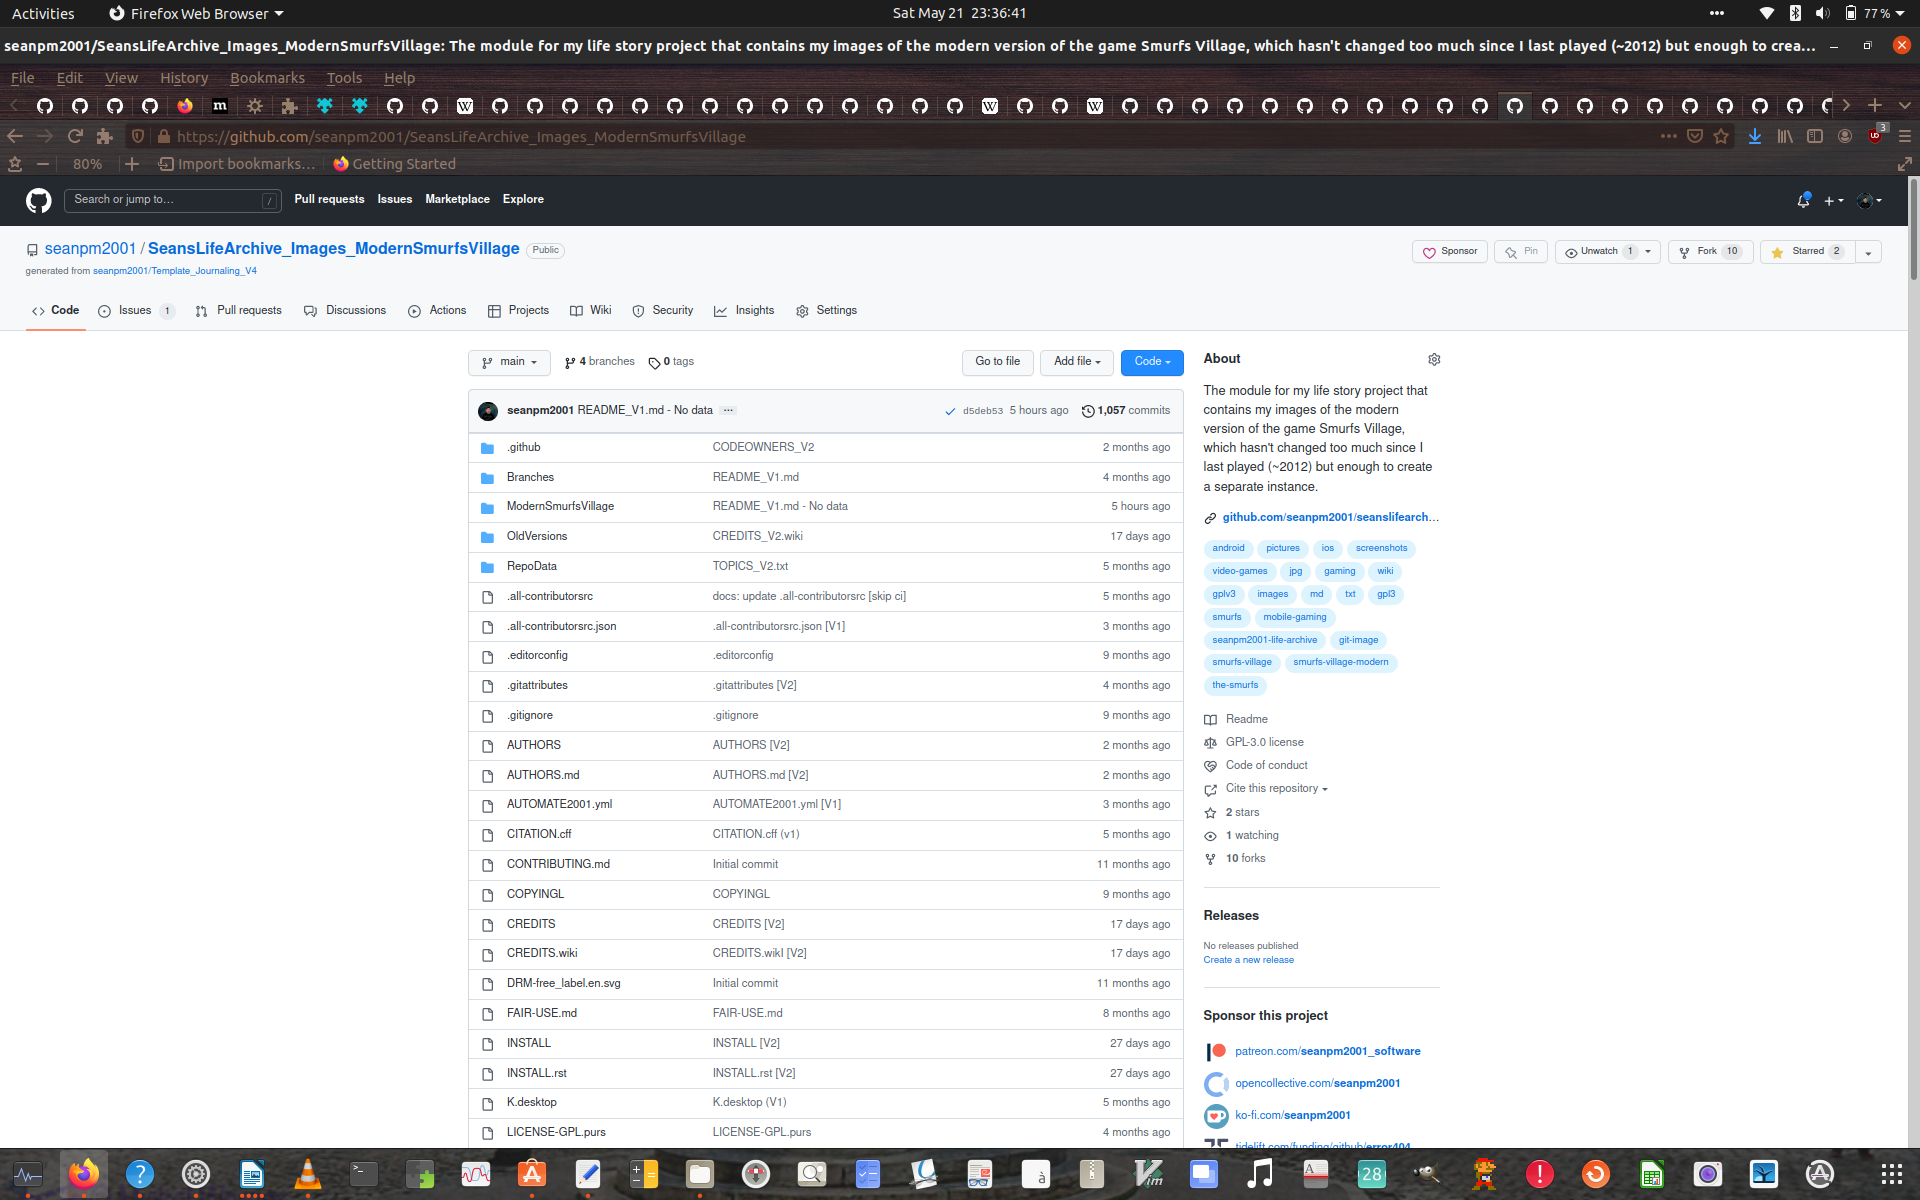 Activities Firefox Web Browser Sat May 21 23:36:41 77%
seanpm2001/SeansLifeArchive_Images_ModernSmurfsVillage: The module for my life story project that contains my images of the modern version of the game Smurfs Village, which hasn't changed too much since I last played (~2012) but enough to crea...
File Edit View History Bookmarks Tools Help
https://github.com/seanpm2001/SeansLifeArchive_Images_ModernSmurfsVillage 3
80% Import bookmarks... Getting Started
Search or jump to... / Pull requests Issues Marketplace Explore
seanpm2001 / SeansLifeArchive_Images_ModernSmurfsVillage Public Sponsor Pin Unwatch 1 Fork 10 Starred 2
generated from seanpm2001/Template_Journaling_V4
Code Issues 1 Pull requests Discussions Actions Projects Wiki Security Insights Settings
main 4 branches 0 tags Go to file Add file Code
seanpm2001 README_V1.md - No data ... d5deb53 5 hours ago 1,057 commits
.github CODEOWNERS_V2 2 months ago
Branches README_V1.md 4 months ago
ModernSmurfsVillage README_V1.md - No data 5 hours ago
OldVersions CREDITS_V2.wiki 17 days ago
RepoData TOPICS_V2.txt 5 months ago
.all-contributorsrc docs: update .all-contributorsrc [skip ci] 5 months ago
.all-contributorsrc.json .all-contributorsrc.json [V1] 3 months ago
.editorconfig .editorconfig 9 months ago
.gitattributes .gitattributes [V2] 4 months ago
.gitignore .gitignore 9 months ago
AUTHORS AUTHORS [V2] 2 months ago
AUTHORS.md AUTHORS.md [V2] 2 months ago
AUTOMATE2001.yml AUTOMATE2001.yml [V1] 3 months ago
CITATION.cff CITATION.cff (v1) 5 months ago
CONTRIBUTING.md Initial commit 11 months ago
COPYINGL COPYINGL 9 months ago
CREDITS CREDITS [V2] 17 days ago
CREDITS.wiki CREDITS.wikI [V2] 17 days ago
DRM-free_label.en.svg Initial commit 11 months ago
FAIR-USE.md FAIR-USE.md 8 months ago
INSTALL INSTALL [V2] 27 days ago
INSTALL.rst INSTALL.rst [V2] 27 days ago
K.desktop K.desktop (V1) 5 months ago
LICENSE-GPL.purs LICENSE-GPL.purs 4 months ago
About
The module for my life story project that
contains my images of the modern
version of the game Smurfs Village,
which hasn't changed too much since I
last played (~2012) but enough to create
a separate instance.
github.com/seanpm2001/seanslifearch...
android pictures ios screenshots
video-games jpg gaming wiki
gplv3 images md txt gpl3
smurfs mobile-gaming
seanpm2001-life-archive git-image
smurfs-village smurfs-village-modern
the-smurfs
Readme
GPL-3.0 license
Code of conduct
Cite this repository
2 stars
1 watching
10 forks
Releases
No releases published
Create a new release
Sponsor this project
patreon.com/seanpm2001_software
opencollective.com/seanpm2001
ko-fi.com/seanpm2001
tidelift.com/funding/github/error404
28